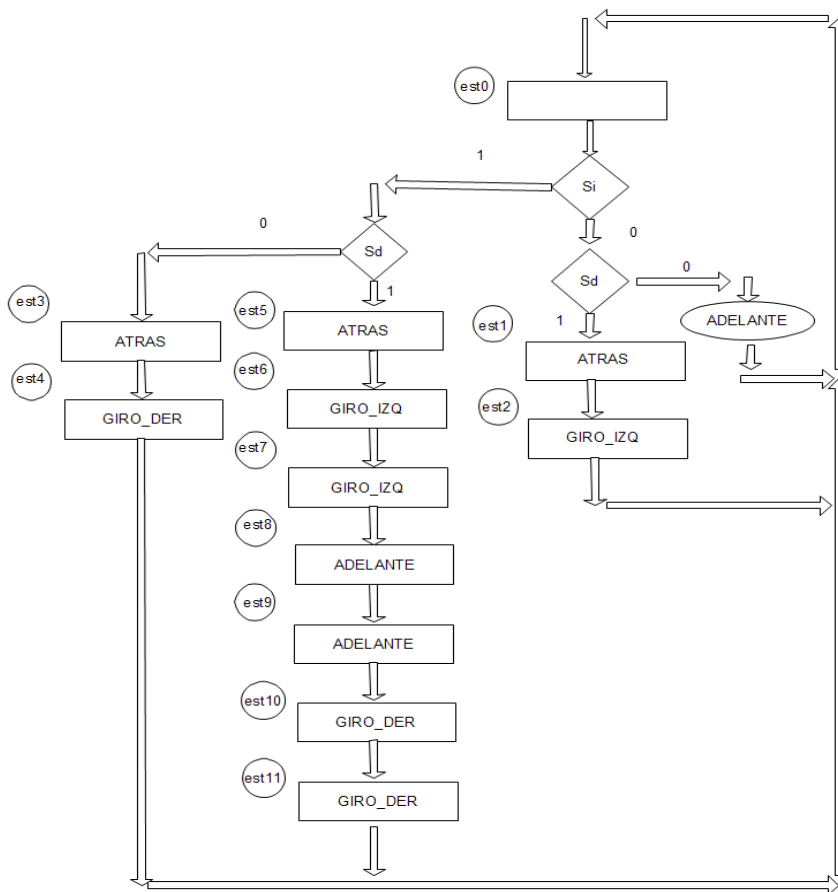 est0
1
Si
0
0
Sd
Sd
0
1
1
ADELANTE
est3
est5
est1
ATRAS
ATRAS
ATRAS
est4
est6
est2
GIRO_DER
GIRO_IZQ
GIRO_IZQ
est7
GIRO_IZQ
est8
ADELANTE
est9
ADELANTE
est10
GIRO_DER
est11
GIRO_DER